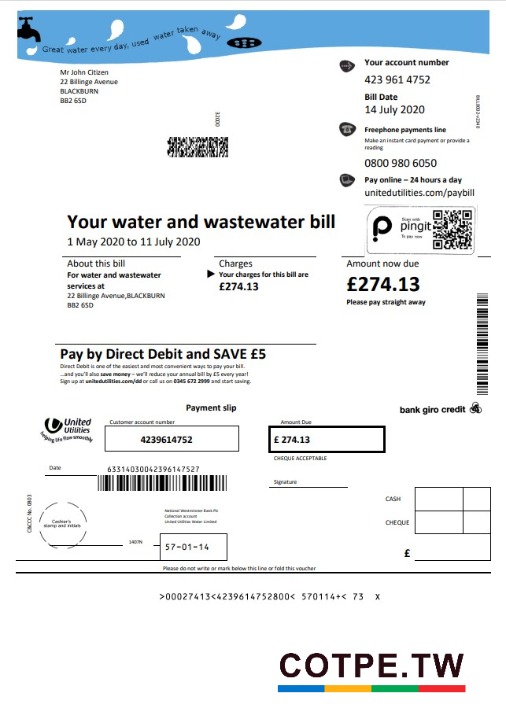 Great water every day, used water taken away
Mr John Citizen
22 Billinge Avenue
BLACKBURN
BB2 6SD
Your account number
423 961 4752
Bill Date
14 July 2020
Freephone payments line
Make an instant card payment or provide a
reading
0800 980 6050
Pay online – 24 hours a day
unitedutilities.com/paybill
pingit
To pay now
Your water and wastewater bill
1 May 2020 to 11 July 2020
About this bill
For water and wastewater
services at
22 Billinge Avenue,BLACKBURN
BB2 6SD
Charges
Your charges for this bill are
£274.13
Amount now due
£274.13
Please pay straight away
Pay by Direct Debit and SAVE £5
Direct Debit is one of the easiest and most convenient ways to pay your bill.
...and you'll also save money – we'll reduce your annual bill by £5 every year!
Sign up at unitedutilities.com/dd or call us on 0345 672 2999 and start saving.
Payment slip
bank giro credit
United
Utilities
helping life flow smoothly
Customer account number
4239614752
Amount Due
£ 274.13
CHEQUE ACCEPTABLE
Date
63314030042396147527
Signature
CASH
CHEQUE
£
Cashier's
stamp and initials
National Westminster Bank Plc
Collection account
United Utilities Water Limited
57-01-14
Please do not write or mark below this line or fold this voucher
>00027413<4239614752800< 570114+< 73 X
COTPE.TW